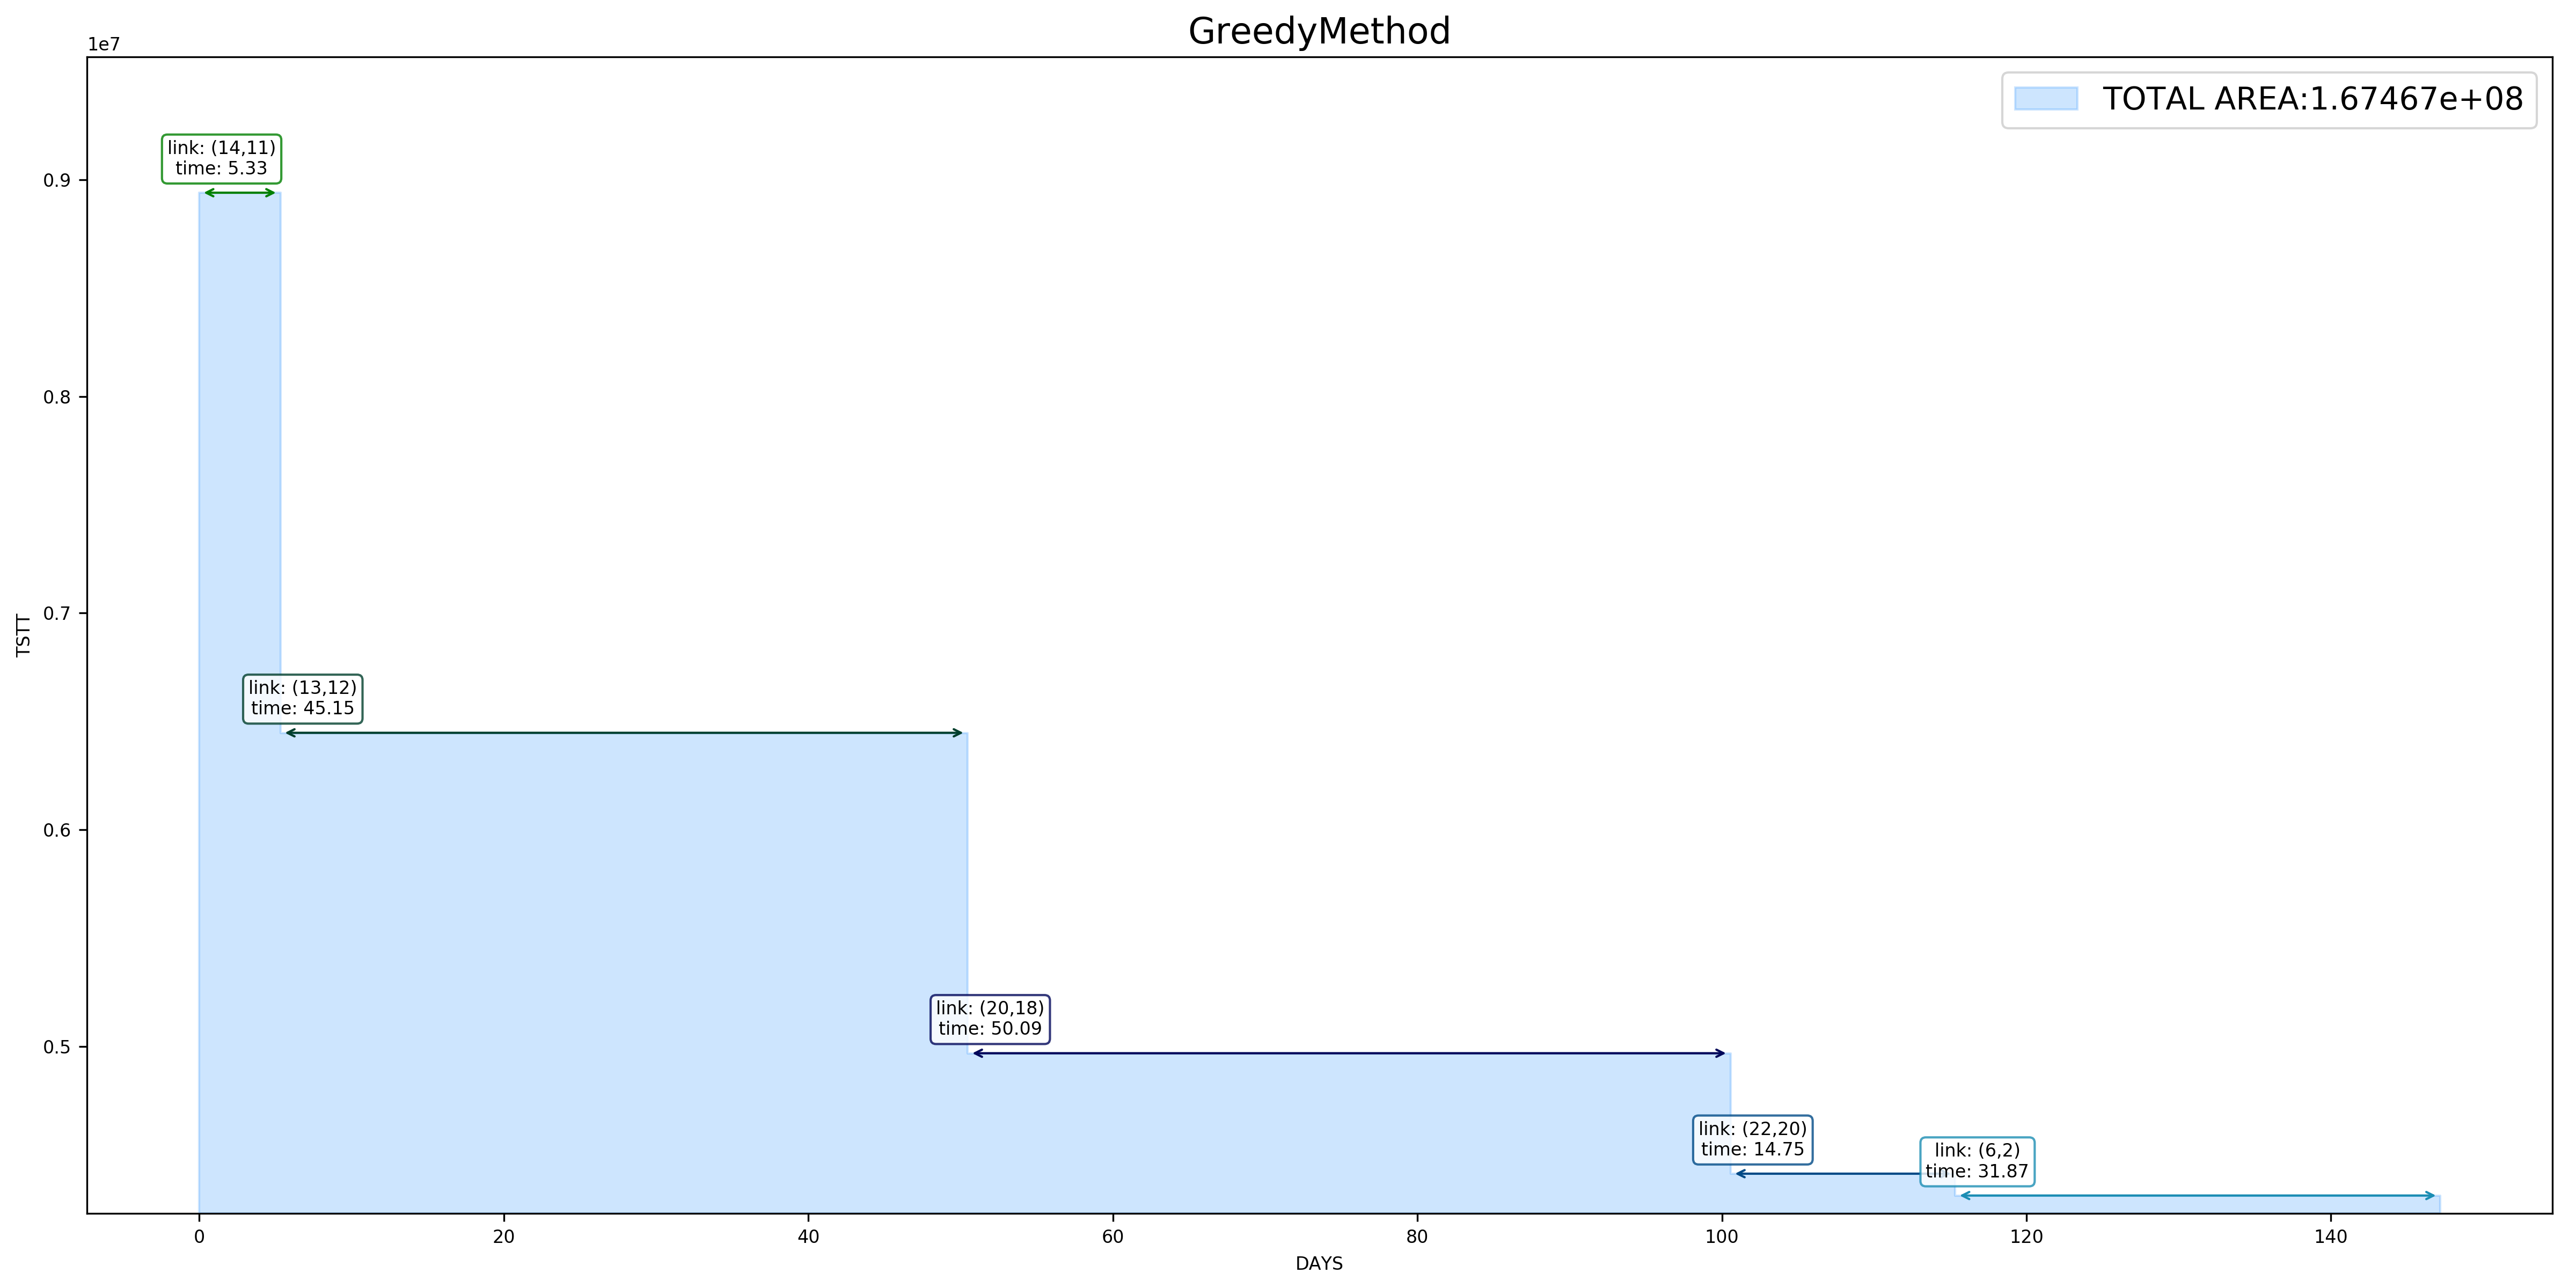 GreedyMethod
1e7
TOTAL AREA:1.67467e+08
link: (14,11)
time: 5.33
0.9
0.8
0.7
TSTT
link: (13,12)
time: 45.15
0.6
link: (20,18)
time: 50.09
0.5
link: (22,20)
time: 14.75
link: (6,2)
time: 31.87
0
20
40
60
80
100
120
140
DAYS